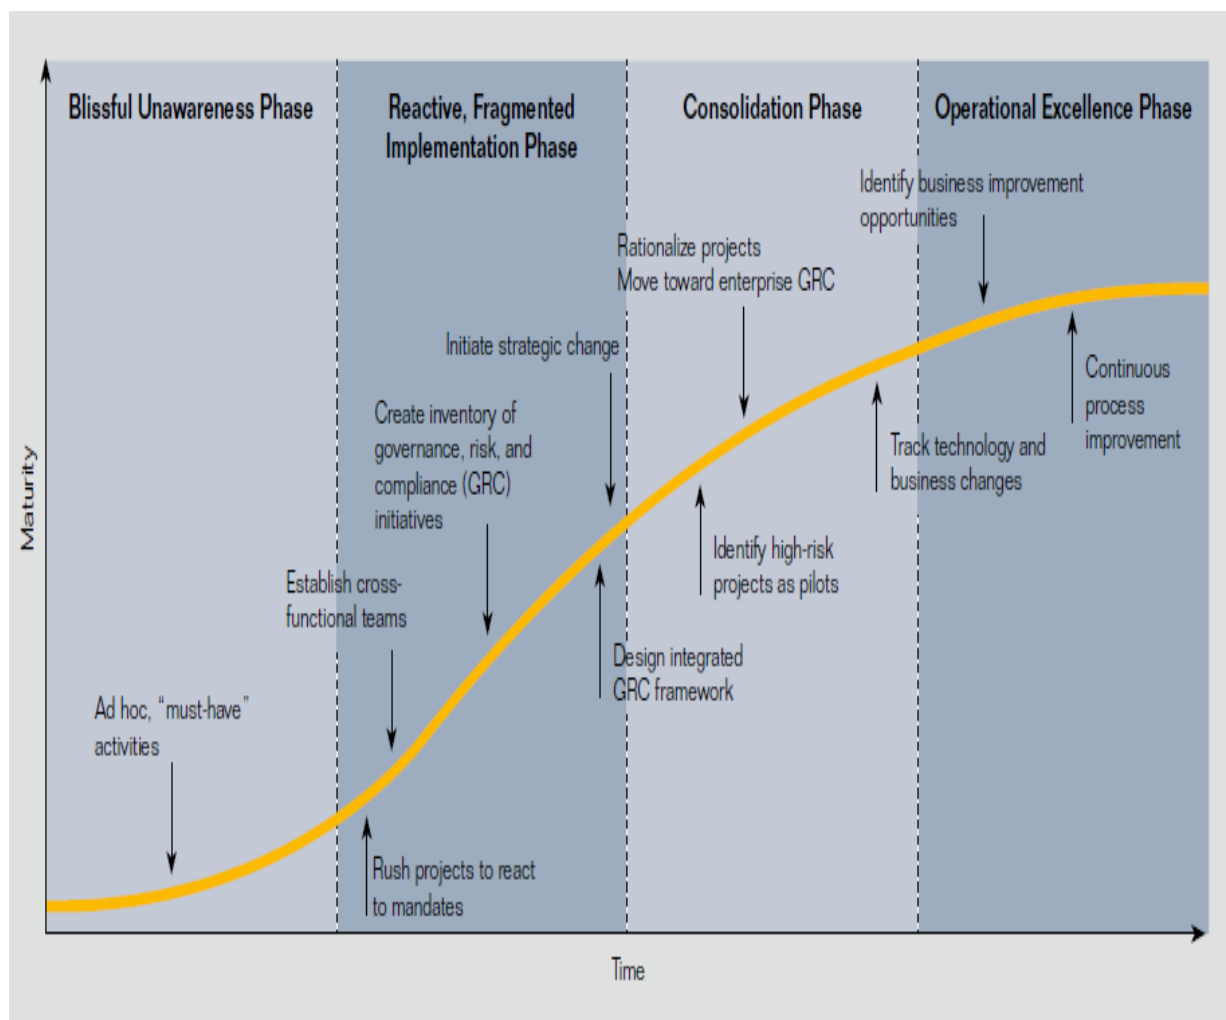 Blissful Unawareness Phase
Reactive, Fragmented
Implementation Phase
Consolidation Phase
Operational Excellence Phase
Identify business improvement
opportunities
Rationalize projects
Move toward enterprise GRC
Initiate strategic change
Continuous
process
improvement
Create inventory of
governance, risk, and
compliance (GRC)
initiatives
Track technology and
business changes
Maturity
Identify high-risk
projects as pilots
Establish cross-
functional teams
Design integrated
GRC framework
Ad hoc, “must-have”
activities
Rush projects to react
to mandates
Time